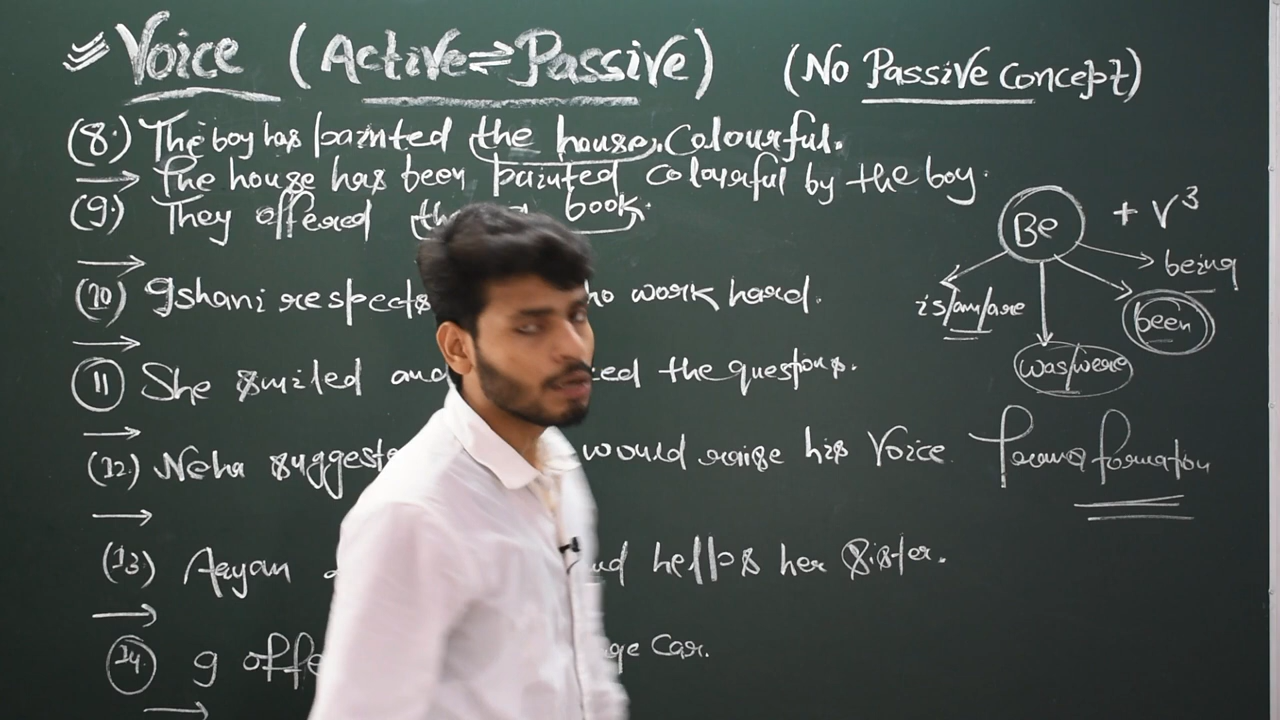 Voice (Active ⇌ Passive) (No Passive Concept)
(8.) The boy has painted the house. Colourful.
→ The house has been painted colourful by the boy.
(9.) They offered book.
→
(10) Ishani respects who work hard.
→
(11) She smiled and the questions.
→
(12.) Neha would raise his Voice
→
(13.) Aayan helps her Sister.
→
14. I Car.
→
Be + V³
being
is/am/are
been
was/were
Transformation